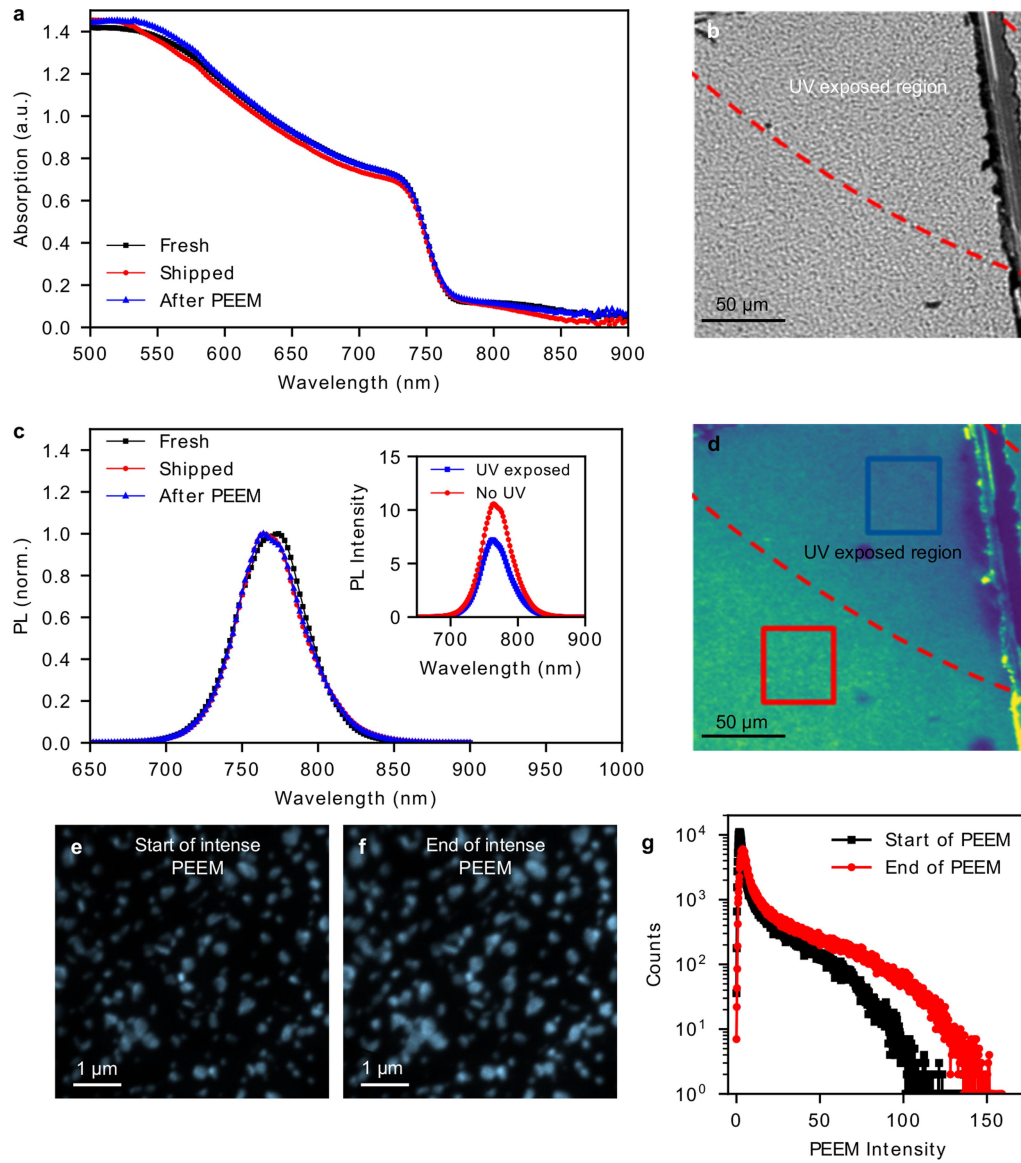 a
1.4
1.2
1.0
0.8
0.6
0.4
0.2
0.0
Absorption (a.u.)
Fresh
Shipped
After PEEM
500 550 600 650 700 750 800 850 900
Wavelength (nm)
b
UV exposed region
50 µm
c
1.4
1.2
1.0
0.8
0.6
0.4
0.2
0.0
PL (norm.)
Fresh
Shipped
After PEEM
15
10
5
0
PL Intensity
UV exposed
No UV
700 800 900
Wavelength (nm)
650 700 750 800 850 900 950 1000
Wavelength (nm)
d
UV exposed region
50 µm
e
Start of intense
PEEM
1 µm
f
End of intense
PEEM
1 µm
g
10⁴
10³
10²
10¹
10⁰
Counts
Start of PEEM
End of PEEM
0 50 100 150
PEEM Intensity